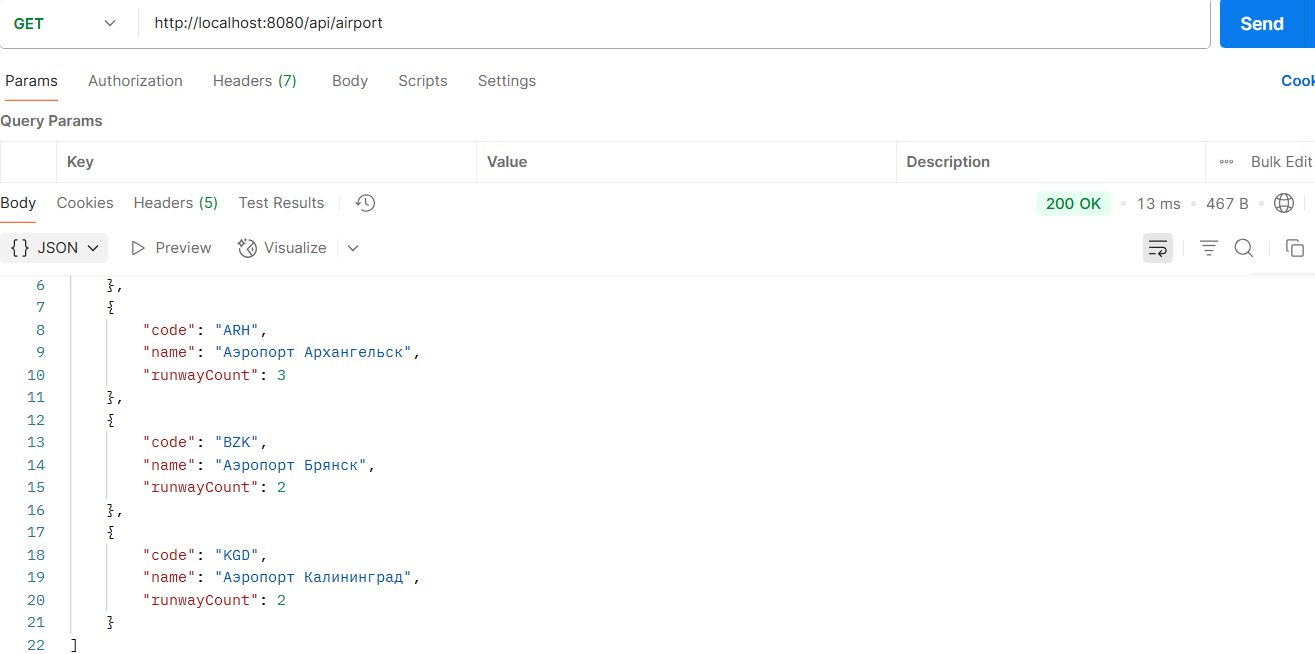 GET http://localhost:8080/api/airport Send
Params Authorization Headers (7) Body Scripts Settings Cook
Query Params
Key Value Description Bulk Edit
Body Cookies Headers (5) Test Results 200 OK • 13 ms • 467 B •
{} JSON Preview Visualize
6 },
7 {
8 "code": "ARH",
9 "name": "Аэропорт Архангельск",
10 "runwayCount": 3
11 },
12 {
13 "code": "BZK",
14 "name": "Аэропорт Брянск",
15 "runwayCount": 2
16 },
17 {
18 "code": "KGD",
19 "name": "Аэропорт Калининград",
20 "runwayCount": 2
21 }
22 ]